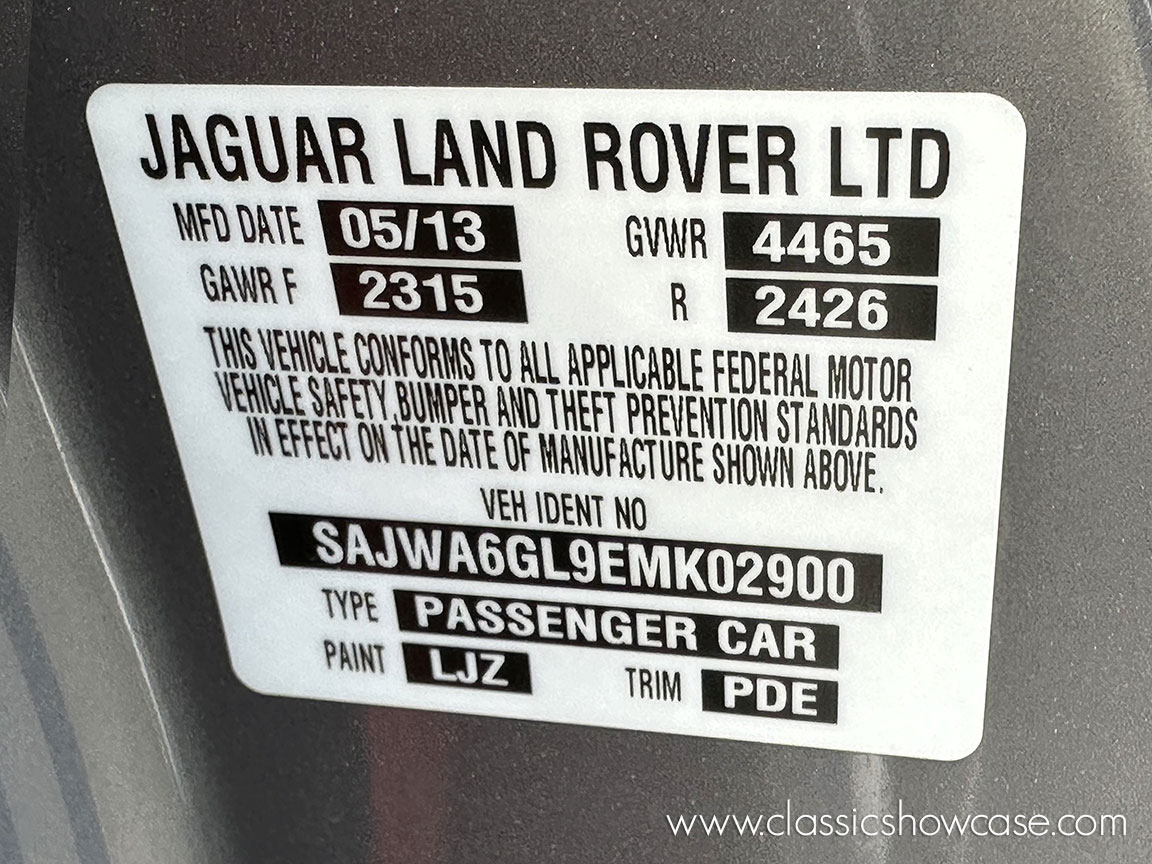 JAGUAR LAND ROVER LTD
MFD DATE 05/13 GVWR 4465
GAWR F 2315 R 2426
THIS VEHICLE CONFORMS TO ALL APPLICABLE FEDERAL MOTOR
VEHICLE SAFETY,BUMPER AND THEFT PREVENTION STANDARDS
IN EFFECT ON THE DATE OF MANUFACTURE SHOWN ABOVE.
VEH IDENT NO
SAJWA6GL9EMK02900
TYPE PASSENGER CAR
PAINT LJZ TRIM PDE
www.classicshowcase.com